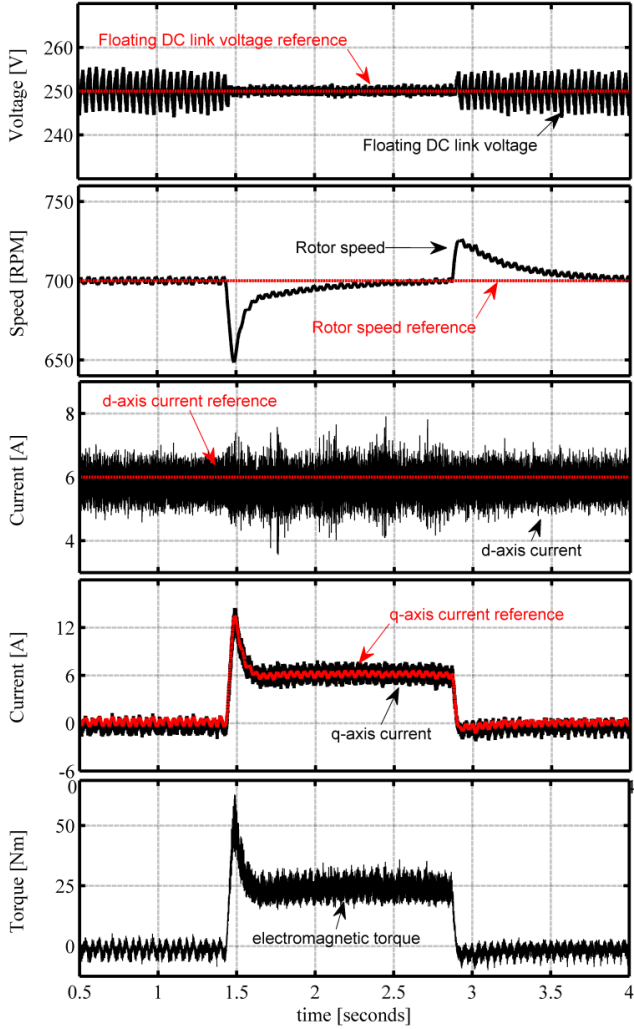 260
Floating DC link voltage reference
Voltage [V]
250
240
Floating DC link voltage
750
Rotor speed
Speed [RPM]
700
Rotor speed reference
650
8
d-axis current reference
Current [A]
6
4
d-axis current
12
q-axis current reference
Current [A]
6
0
q-axis current
-6
0
4
50
Torque [Nm]
25
electromagnetic torque
0
0.5 1 1.5 2 2.5 3 3.5 4
time [seconds]